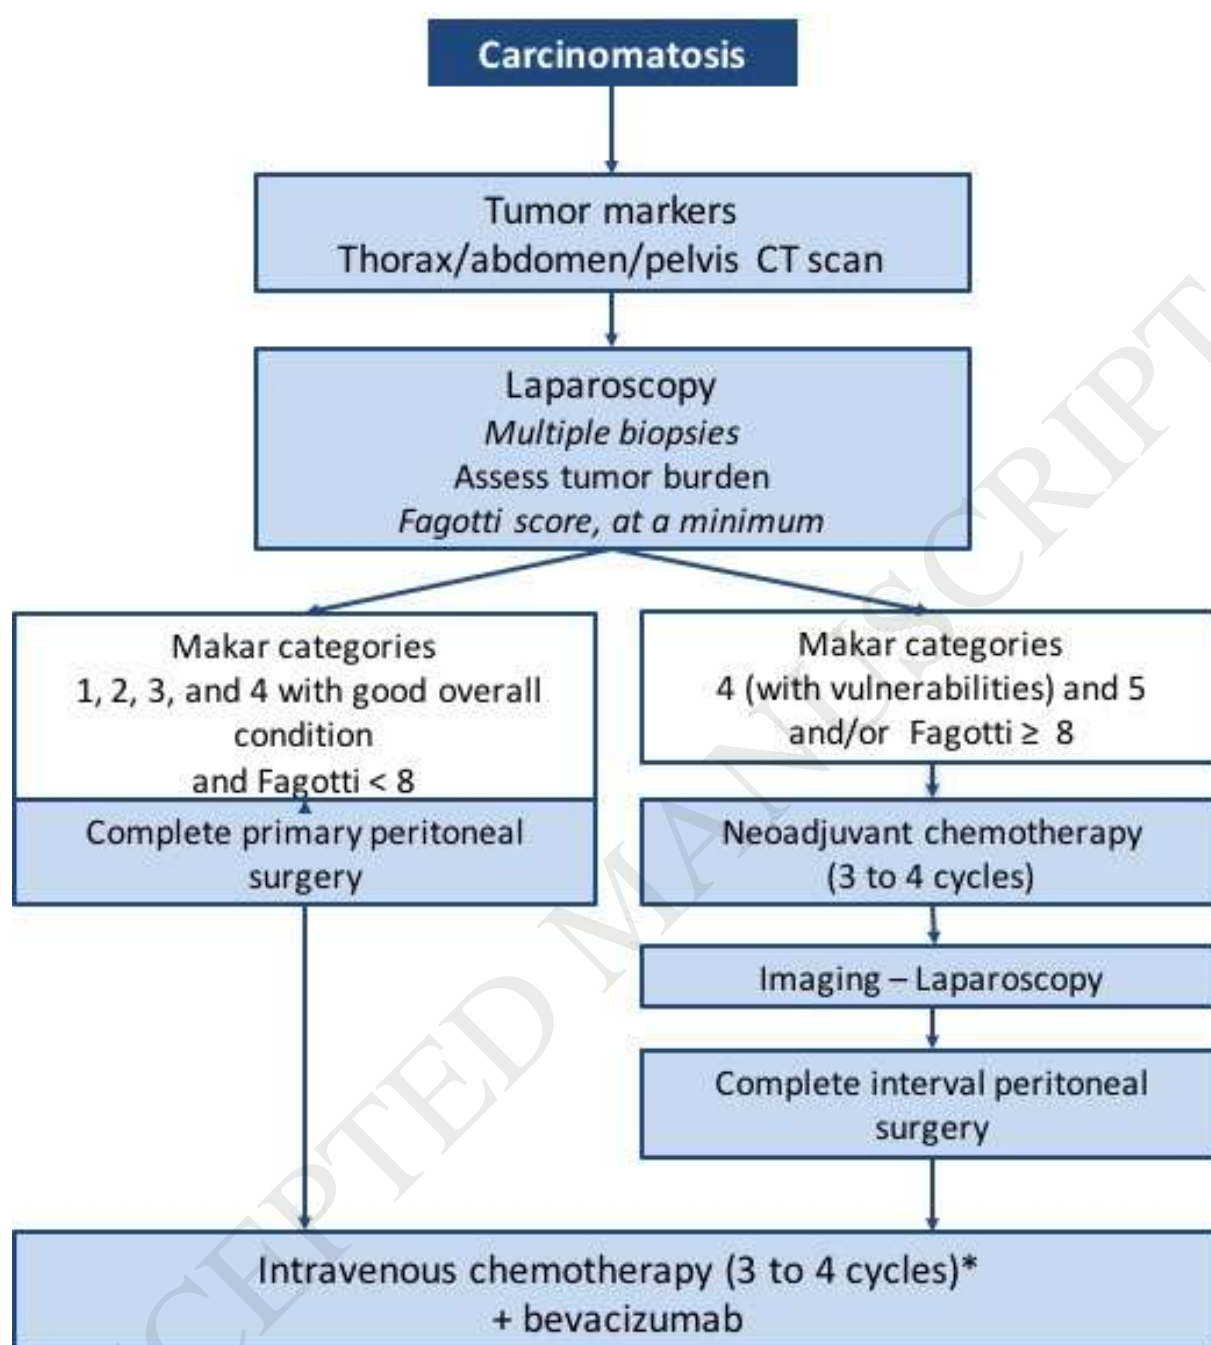 Carcinomatosis
Tumor markers
Thorax/abdomen/pelvis CT scan
Laparoscopy
Multiple biopsies
Assess tumor burden
Fagotti score, at a minimum
Makar categories
1, 2, 3, and 4 with good overall
condition
and Fagotti < 8
Complete primary peritoneal
surgery
Makar categories
4 (with vulnerabilities) and 5
and/or Fagotti ≥ 8
Neoadjuvant chemotherapy
(3 to 4 cycles)
Imaging – Laparoscopy
Complete interval peritoneal
surgery
Intravenous chemotherapy (3 to 4 cycles)*
+ bevacizumab
CCEPTED MANUSCRIPT